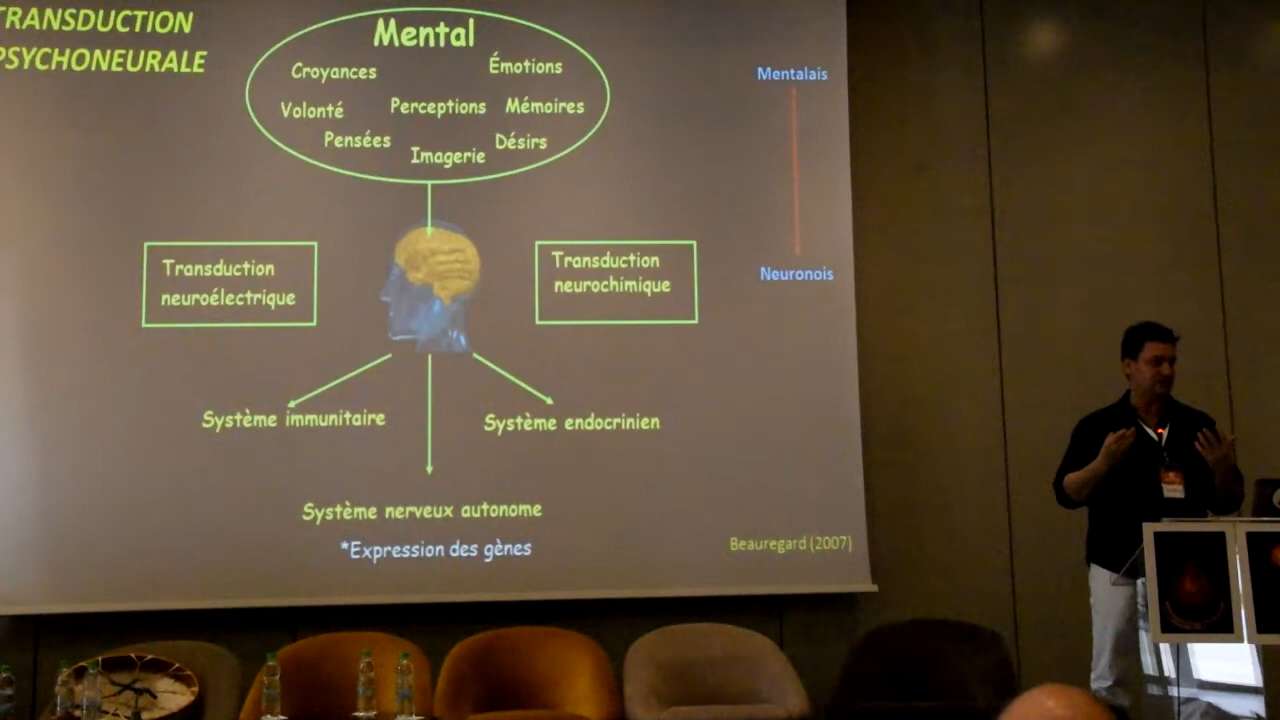 TRANSDUCTION
PSYCHONEURALE
Mental
Croyances
Émotions
Volonté
Perceptions
Mémoires
Pensées
Imagerie
Désirs
Mentalais
Neuronois
Transduction
neuroélectrique
Transduction
neurochimique
Système immunitaire
Système endocrinien
Système nerveux autonome
*Expression des gènes
Beauregard (2007)